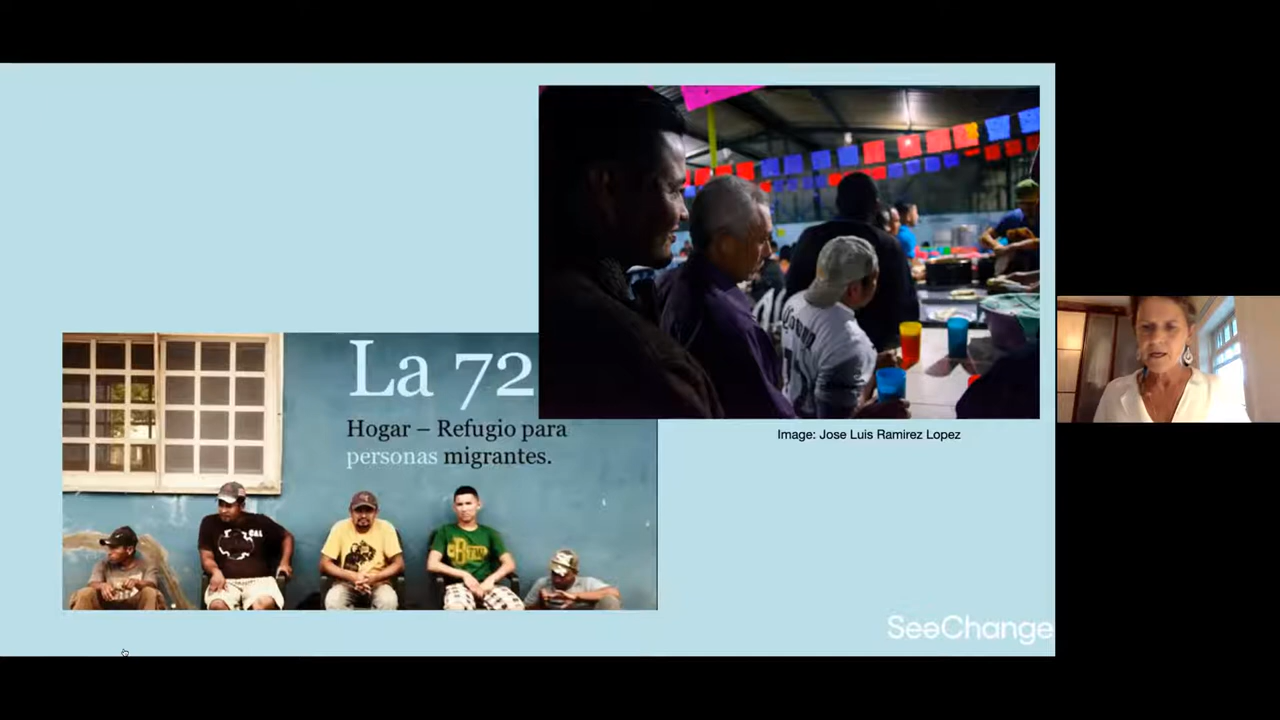 La 72
Hogar – Refugio para
personas migrantes.
Image: Jose Luis Ramirez Lopez
SeeChange